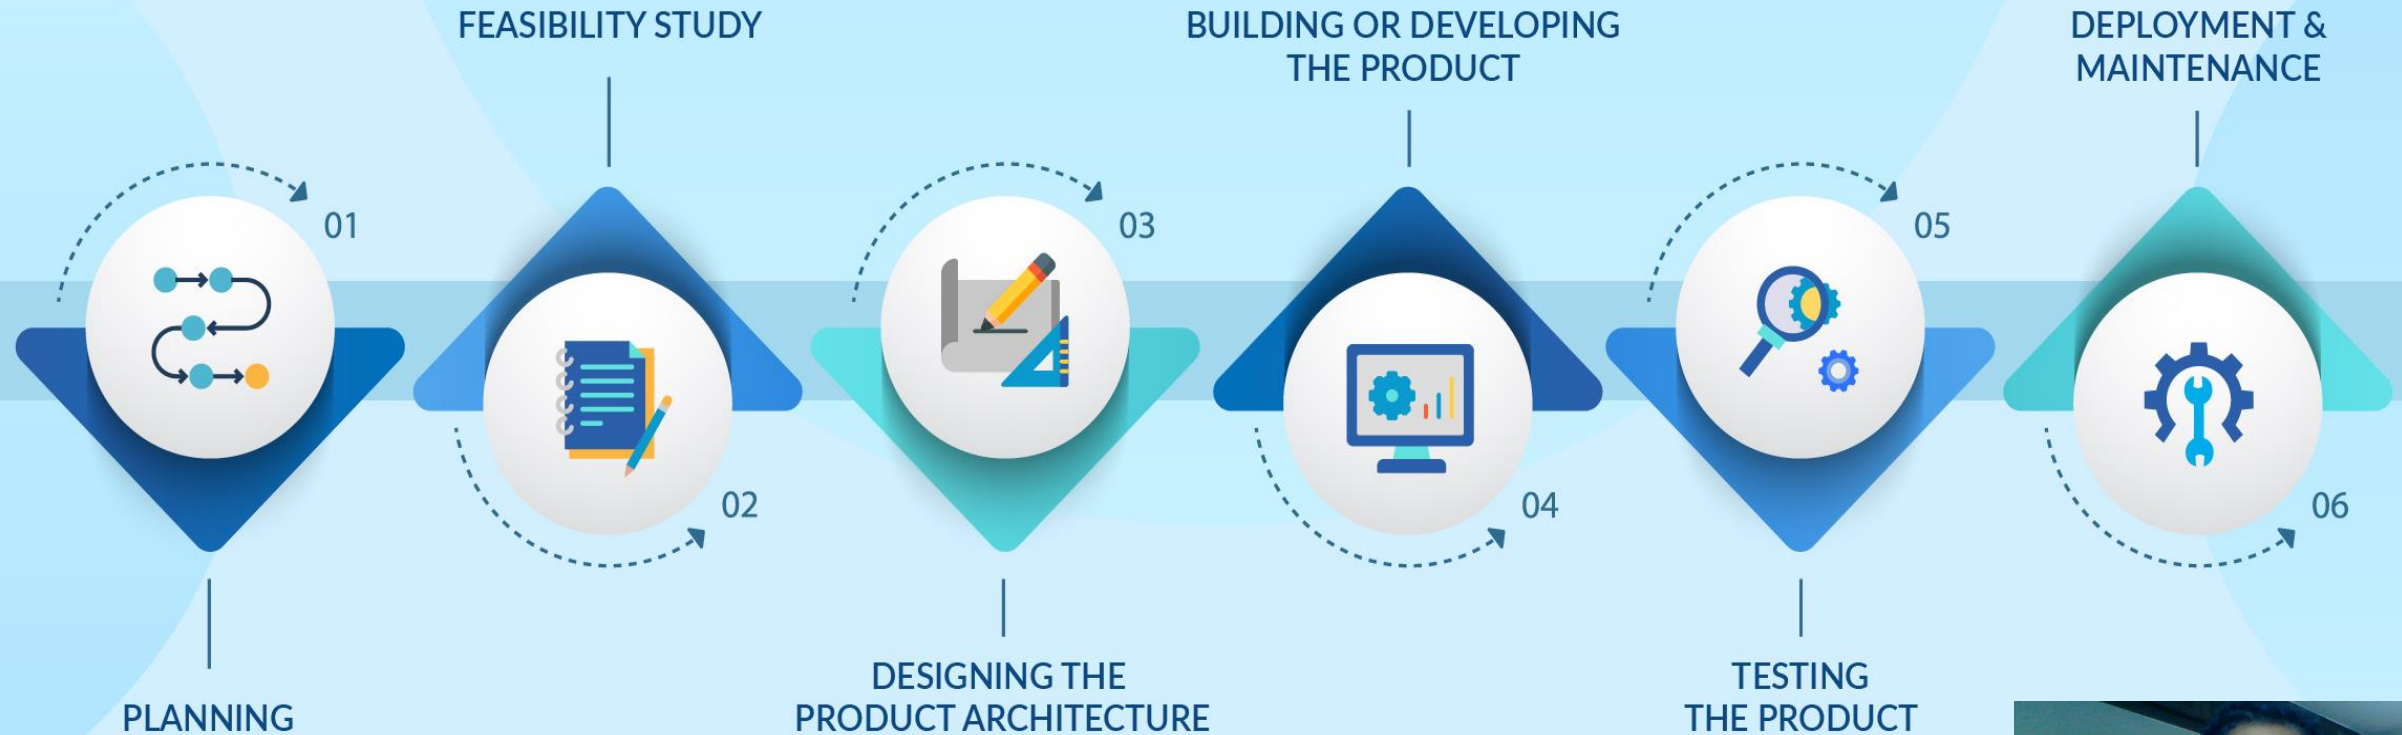 FEASIBILITY STUDY
BUILDING OR DEVELOPING
THE PRODUCT
DEPLOYMENT &
MAINTENANCE
01
03
05
02
04
06
PLANNING
DESIGNING THE
PRODUCT ARCHITECTURE
TESTING
THE PRODUCT